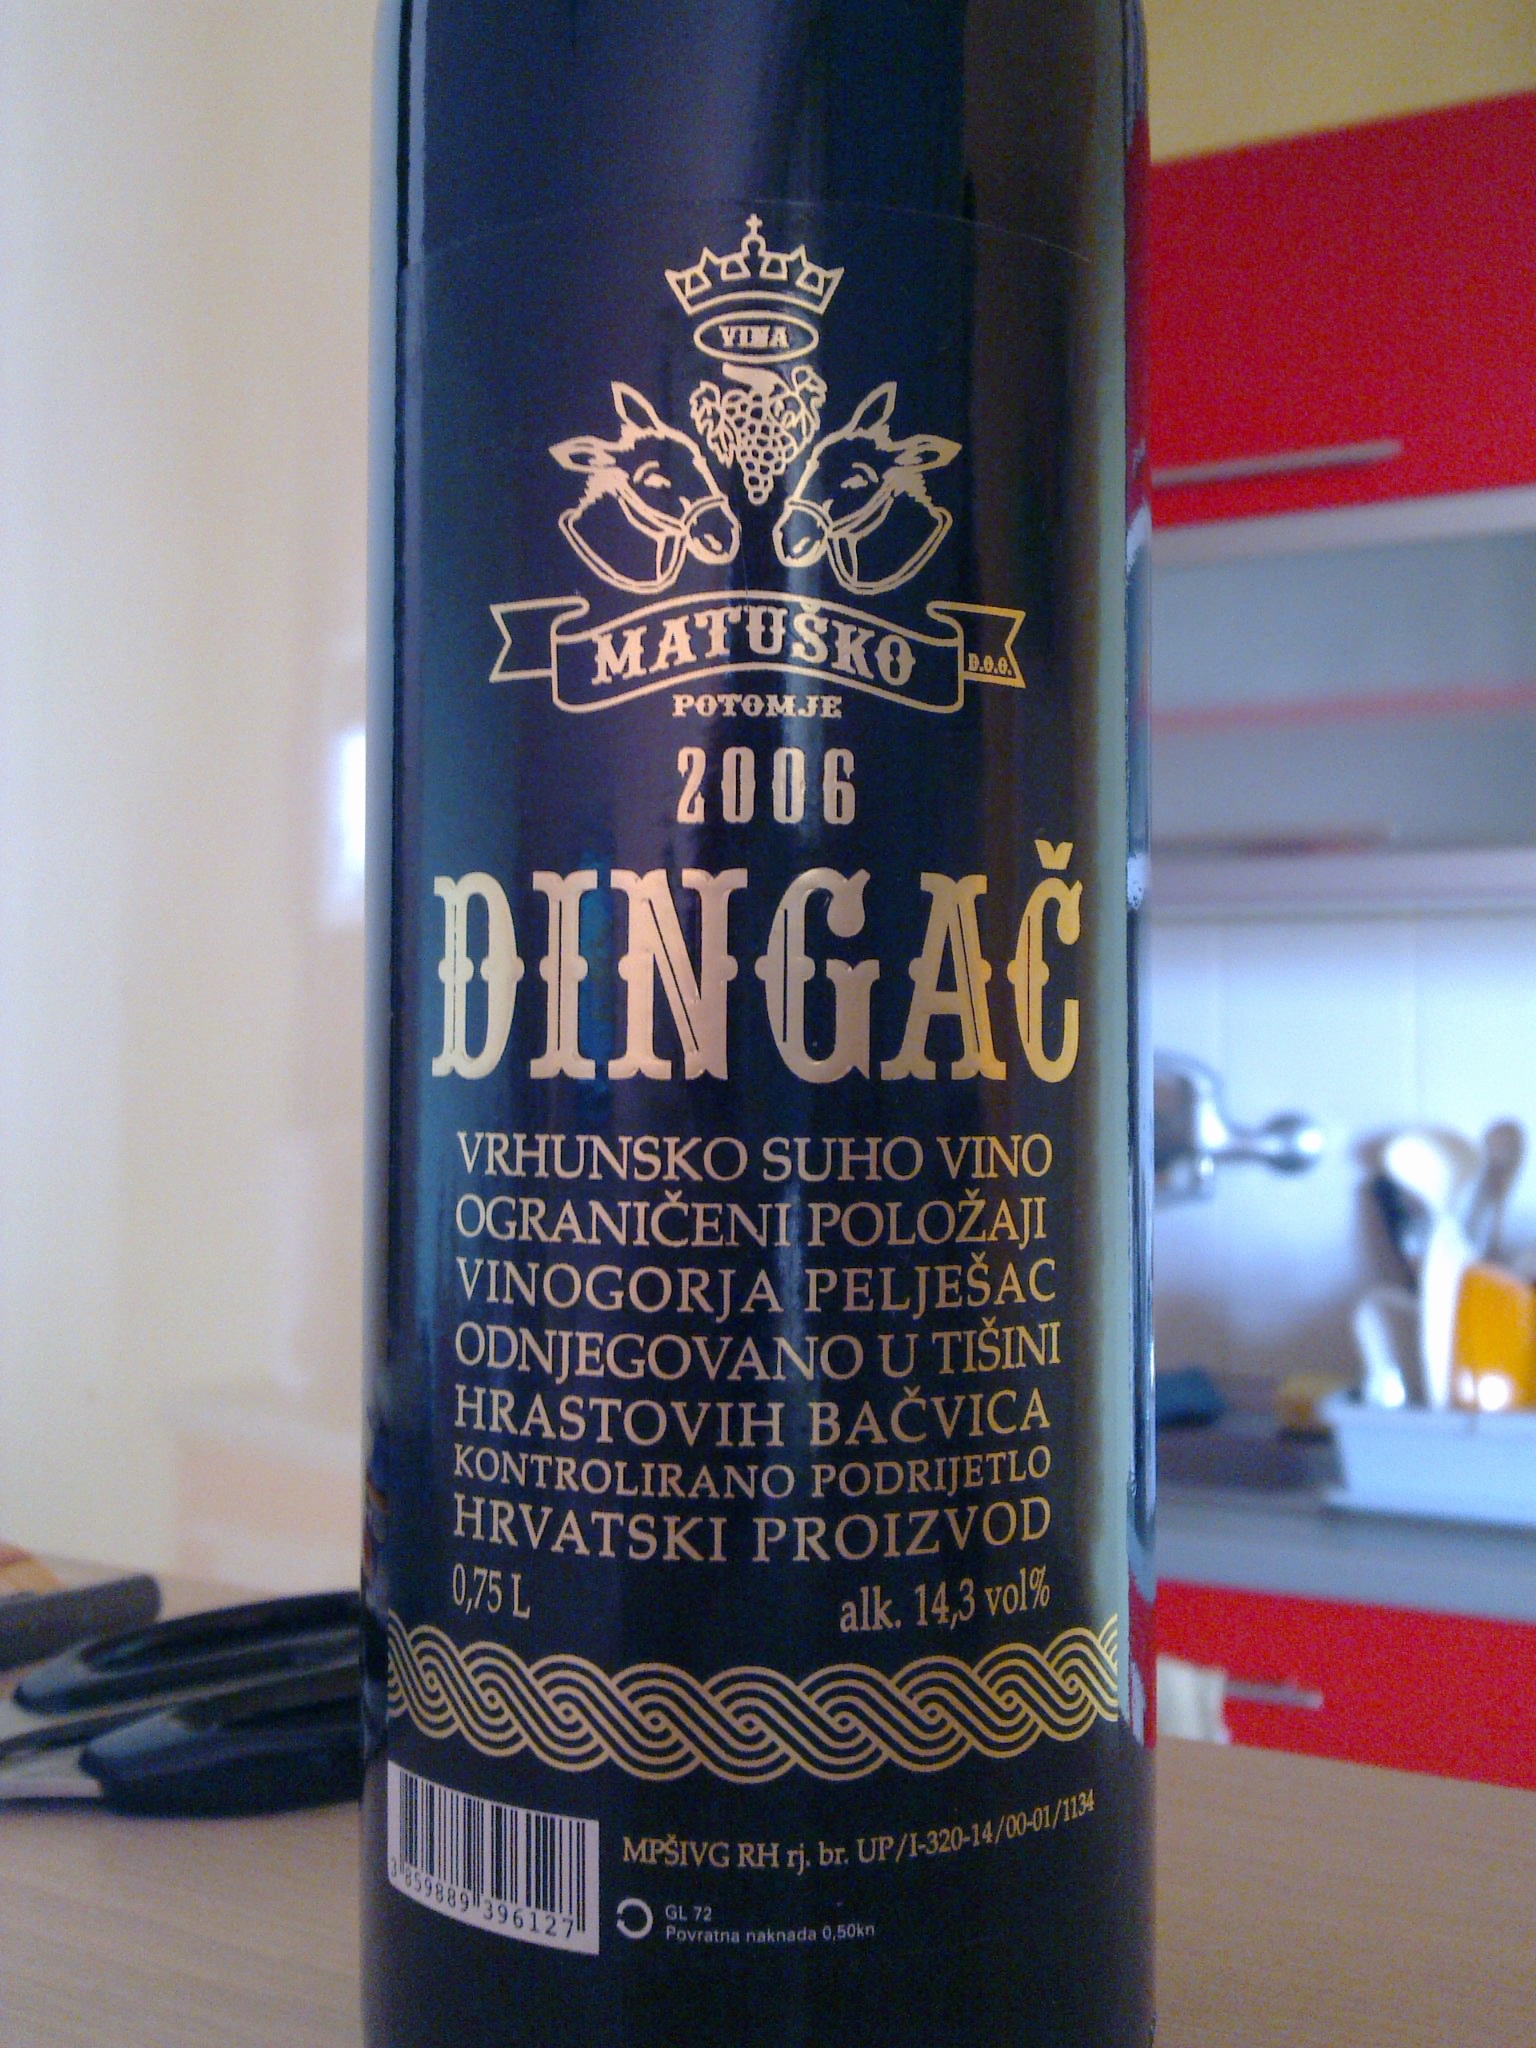 VINA
MATUŠKO D.O.O.
POTOMJE
2006
DINGAČ
VRHUNSKO SUHO VINO
OGRANIČENI POLOŽAJI
VINOGORJA PELJEŠAC
ODNJEGOVANO U TIŠINI
HRASTOVIH BAČVICA
KONTROLIRANO PODRIJETLO
HRVATSKI PROIZVOD
0,75 L alk. 14,3 vol%
MPŠIVG RH rj. br. UP/I-320-14/00-01/1134
3 859889 396127
GL 72
Povratna naknada 0,50kn